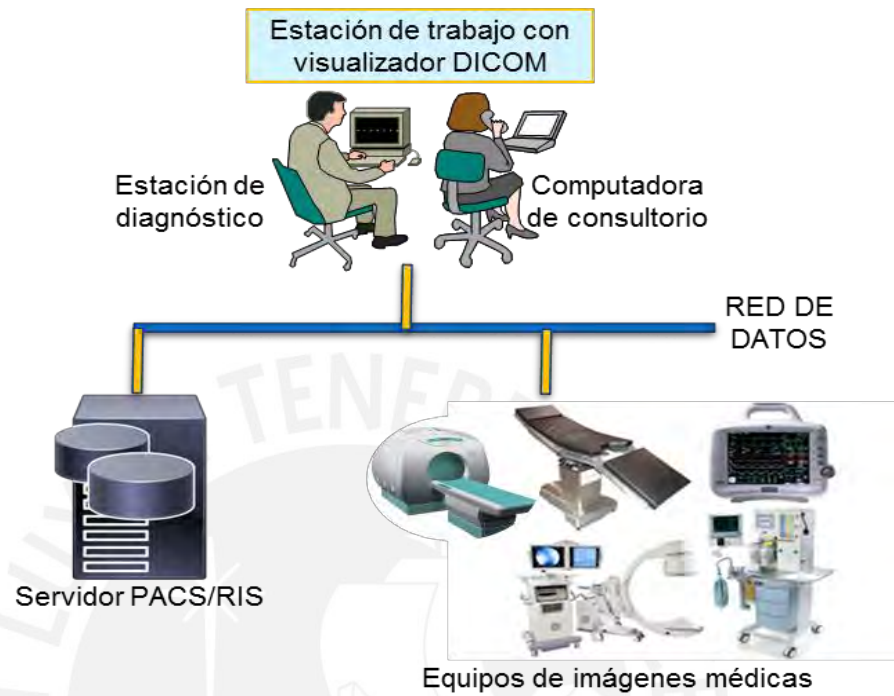 Estación de trabajo con
visualizador DICOM
Estación de
diagnóstico
Computadora
de consultorio
RED DE
DATOS
TENE
Servidor PACS/RIS
Equipos de imágenes médicas